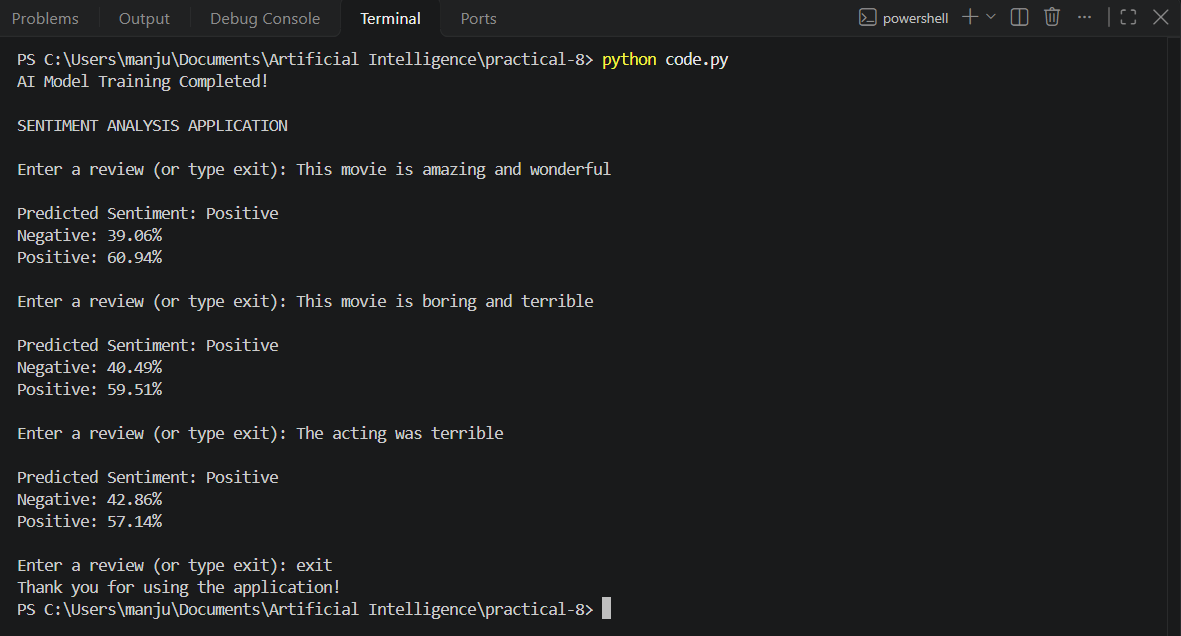 Problems Output Debug Console Terminal Ports powershell
PS C:\Users\manju\Documents\Artificial Intelligence\practical-8> python code.py
AI Model Training Completed!
SENTIMENT ANALYSIS APPLICATION
Enter a review (or type exit): This movie is amazing and wonderful
Predicted Sentiment: Positive
Negative: 39.06%
Positive: 60.94%
Enter a review (or type exit): This movie is boring and terrible
Predicted Sentiment: Positive
Negative: 40.49%
Positive: 59.51%
Enter a review (or type exit): The acting was terrible
Predicted Sentiment: Positive
Negative: 42.86%
Positive: 57.14%
Enter a review (or type exit): exit
Thank you for using the application!
PS C:\Users\manju\Documents\Artificial Intelligence\practical-8>